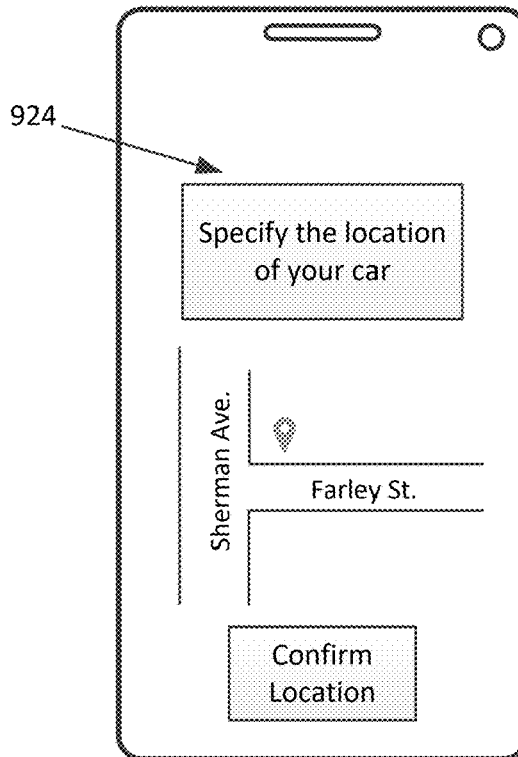 924
Specify the location
of your car
Sherman Ave.
Farley St.
Confirm
Location